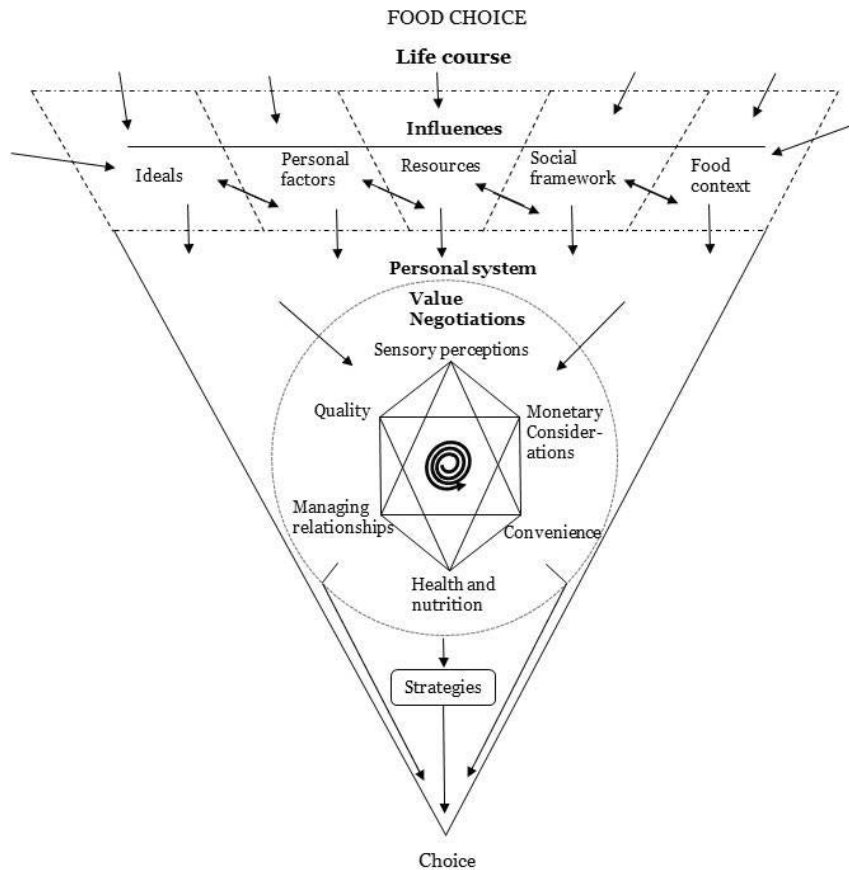 FOOD CHOICE
Life course
Influences
Ideals
Personal
factors
Resources
Social
framework
Food
context
Personal system
Value
Negotiations
Sensory perceptions
Quality
Monetary
Consider-
ations
Managing
relationships
Convenience
Health and
nutrition
Strategies
Choice